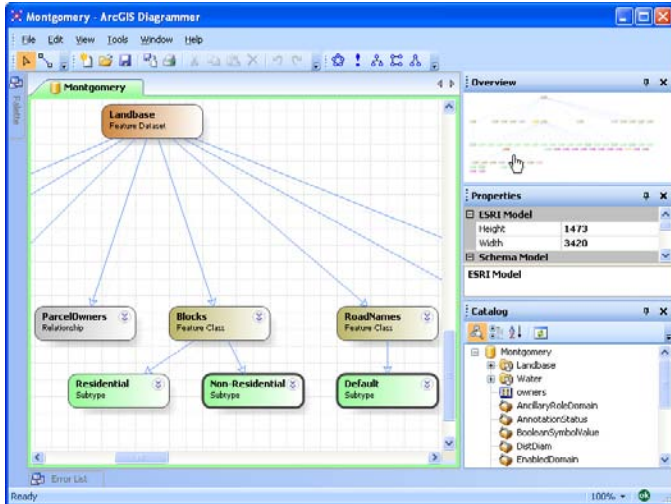 Montgomery - ArcGIS Diagrammer
File Edit View Tools Window Help
Palette
Montgomery
Landbase
Feature Dataset
ParcelOwners
Relationship
Blocks
Feature Class
RoadNames
Feature Class
Residential
Subtype
Non-Residential
Subtype
Default
Subtype
Overview
Properties
ESRI Model
Height 1473
Width 3420
Schema Model
ESRI Model
Catalog
Montgomery
Landbase
Water
owners
AncillaryRoleDomain
AnnotationStatus
BooleanSymbolValue
DistDiam
EnabledDomain
Error List
Ready
100%
ok